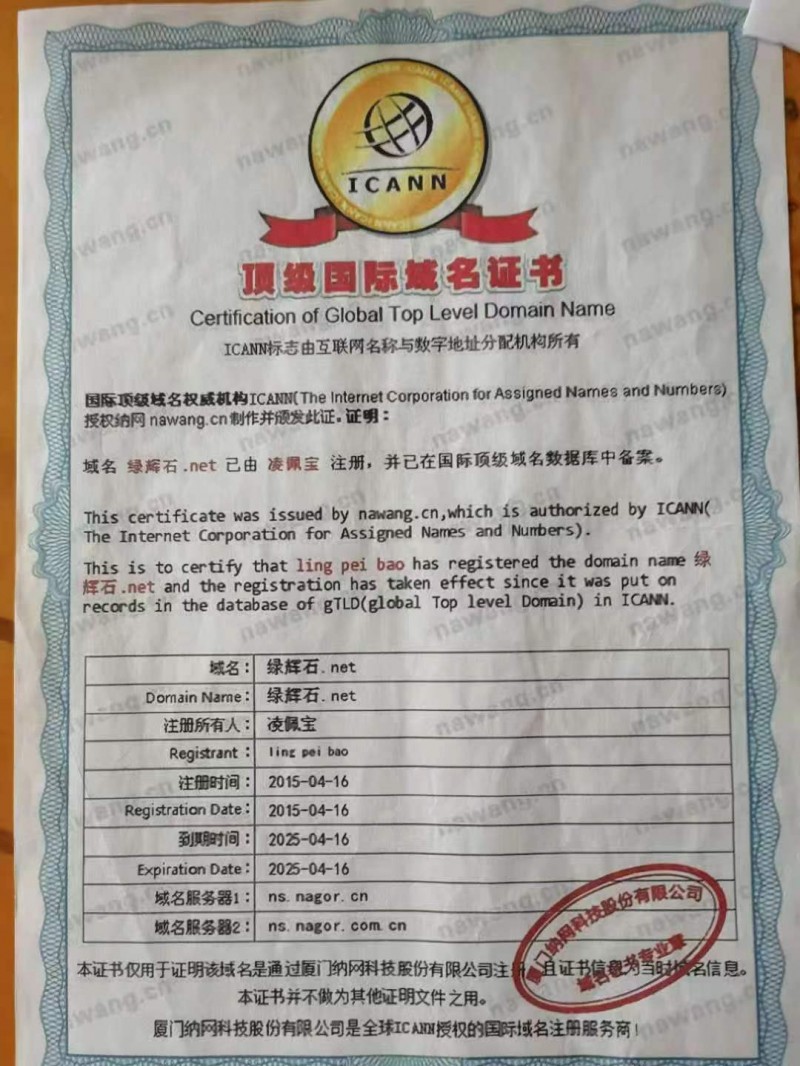 ICANN
顶级国际域名证书
Certification of Global Top Level Domain Name
ICANN标志由互联网名称与数字地址分配机构所有
国际顶级域名权威机构ICANN(The Internet Corporation for Assigned Names and Numbers)
授权纳网 nawang.cn 制作并颁发此证。证明：
域名 绿辉石.net 已由 凌佩宝 注册，并已在国际顶级域名数据库中备案。
This certificate was issued by nawang.cn,which is authorized by ICANN(
The Internet Corporation for Assigned Names and Numbers).
This is to certify that ling pei bao has registered the domain name 绿
辉石.net and the registration has taken effect since it was put on
records in the database of gTLD(global Top level Domain) in ICANN.
域名： 绿辉石.net
Domain Name： 绿辉石.net
注册所有人： 凌佩宝
Registrant： ling pei bao
注册时间： 2015-04-16
Registration Date： 2015-04-16
到期时间： 2025-04-16
Expiration Date： 2025-04-16
域名服务器1： ns.nagor.cn
域名服务器2： ns.nagor.com.cn
厦门纳网科技股份有限公司
域名证书专业章
本证书仅用于证明该域名是通过厦门纳网科技股份有限公司注册，且证书信息为当时域名信息。
本证书并不做为其他证明文件之用。
厦门纳网科技股份有限公司是全球ICANN授权的国际域名注册服务商！